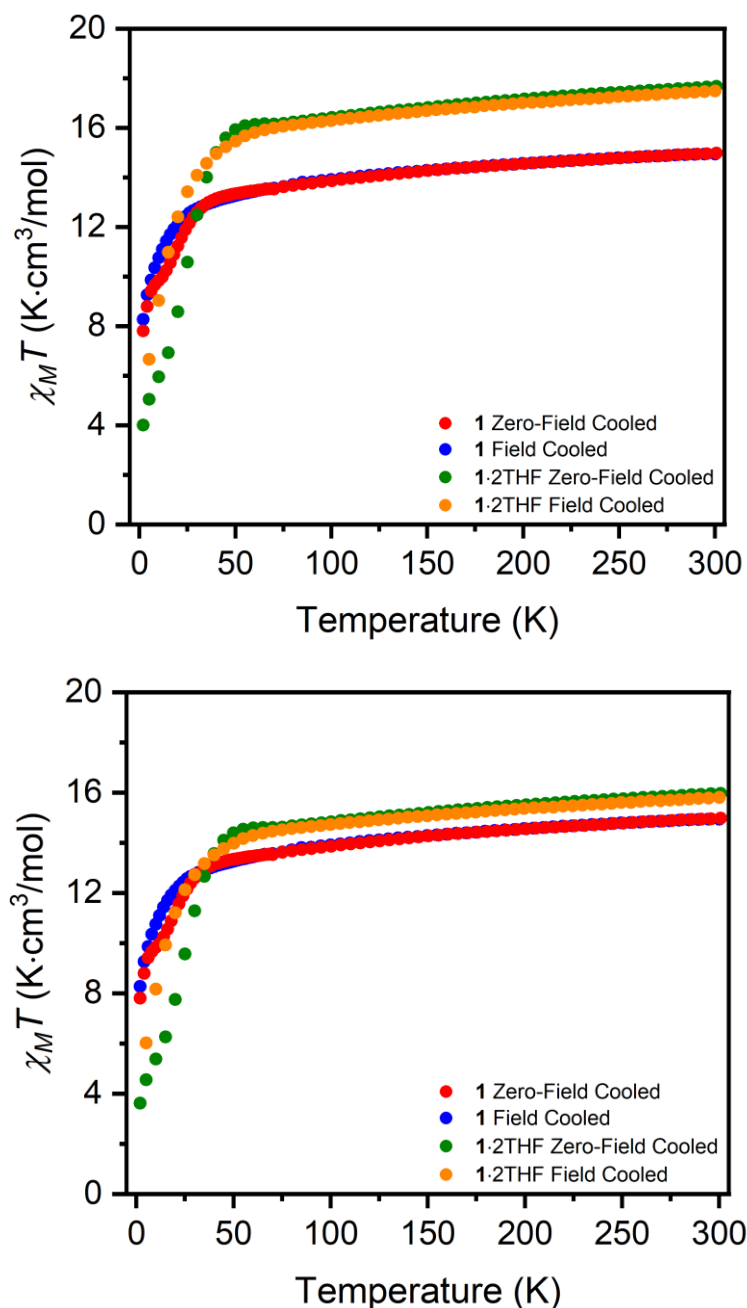 20
16
12
8
4
0
χ_M T (K·cm³/mol)
1 Zero-Field Cooled
1 Field Cooled
1·2THF Zero-Field Cooled
1·2THF Field Cooled
0 50 100 150 200 250 300
Temperature (K)
20
16
12
8
4
0
χ_M T (K·cm³/mol)
1 Zero-Field Cooled
1 Field Cooled
1·2THF Zero-Field Cooled
1·2THF Field Cooled
0 50 100 150 200 250 300
Temperature (K)